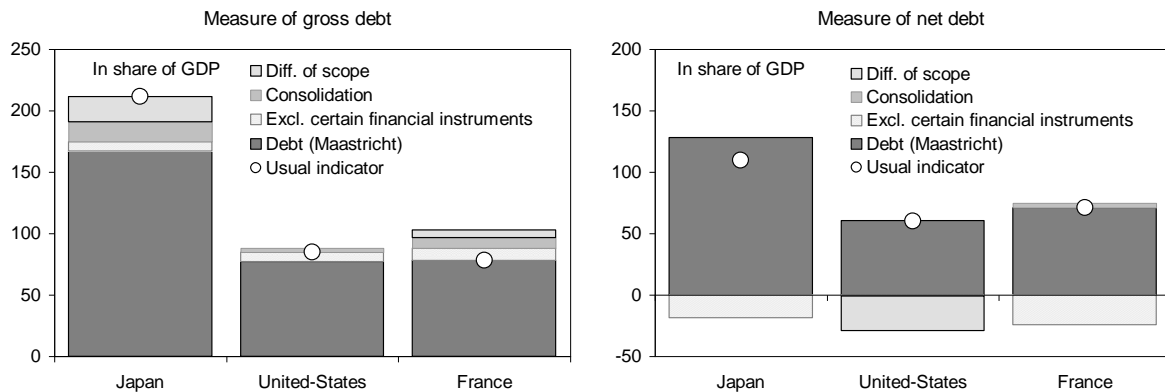 Measure of gross debt
250
200
150
100
50
0
In share of GDP
Diff. of scope
Consolidation
Excl. certain financial instruments
Debt (Maastricht)
Usual indicator
Japan United-States France
Measure of net debt
200
150
100
50
0
-50
In share of GDP
Diff. of scope
Consolidation
Excl. certain financial instruments
Debt (Maastricht)
Usual indicator
Japan United-States France